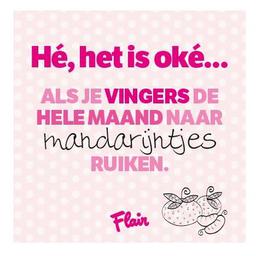 Hé, het is oké...
ALS JE VINGERS DE
HELE MAAND NAAR
mandarijntjes
RUIKEN.
Flair